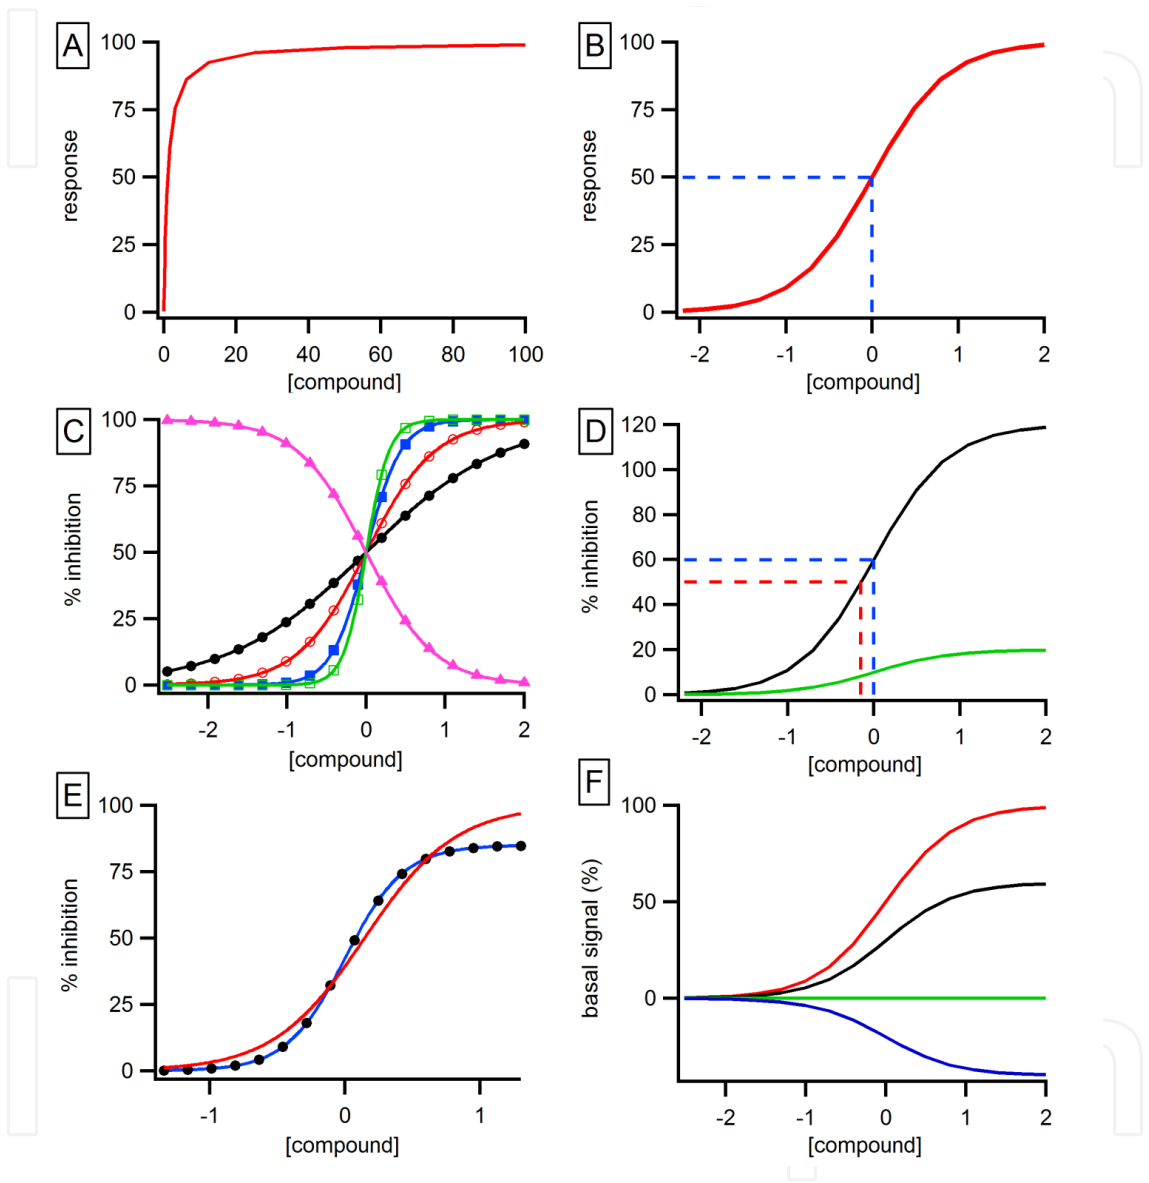 A
100
75
50
25
0
response
0 20 40 60 80 100
[compound]
B
100
75
50
25
0
response
-2 -1 0 1 2
[compound]
C
100
75
50
25
0
% inhibition
-2 -1 0 1 2
[compound]
D
120
100
80
60
40
20
0
% inhibition
-2 -1 0 1 2
[compound]
E
100
75
50
25
0
% inhibition
-1 0 1
[compound]
F
100
50
0
basal signal (%)
-2 -1 0 1 2
[compound]